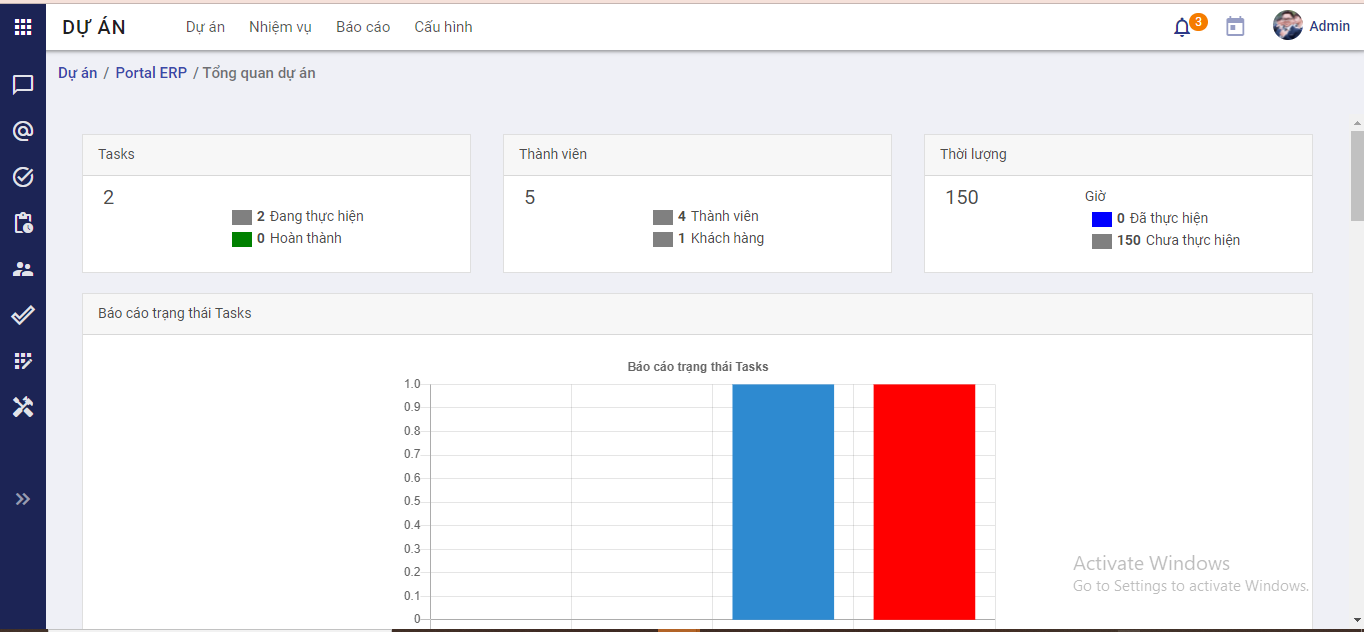 DỰ ÁN Dự án Nhiệm vụ Báo cáo Cấu hình 3 Admin
Dự án / Portal ERP / Tổng quan dự án
Tasks
2
2 Đang thực hiện
0 Hoàn thành
Thành viên
5
4 Thành viên
1 Khách hàng
Thời lượng
150 Giờ
0 Đã thực hiện
150 Chưa thực hiện
Báo cáo trạng thái Tasks
Báo cáo trạng thái Tasks
1.0
0.9
0.8
0.7
0.6
0.5
0.4
0.3
0.2
0.1
0
Activate Windows
Go to Settings to activate Windows.